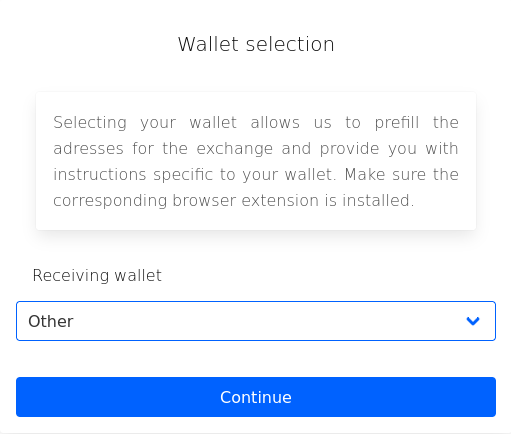 Wallet selection
Selecting your wallet allows us to prefill the
adresses for the exchange and provide you with
instructions specific to your wallet. Make sure the
corresponding browser extension is installed.
Receiving wallet
Other
Continue